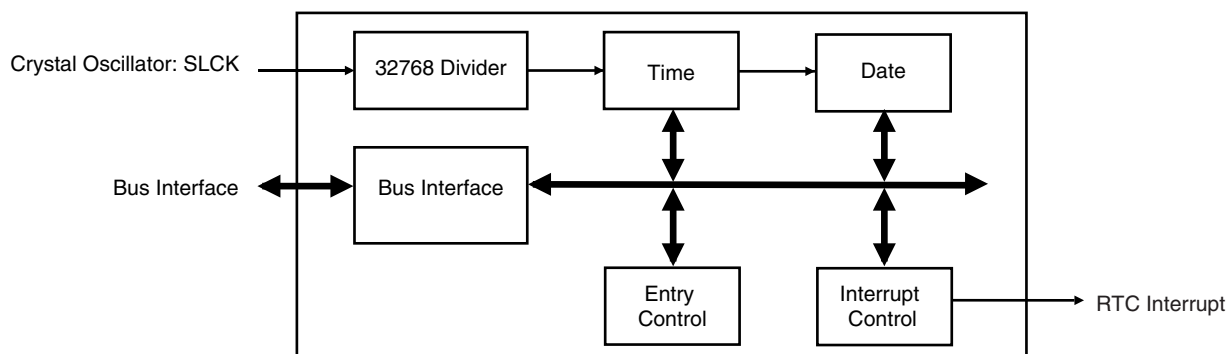 Crystal Oscillator: SLCK
32768 Divider
Time
Date
Bus Interface
Bus Interface
Entry
Control
Interrupt
Control
RTC Interrupt